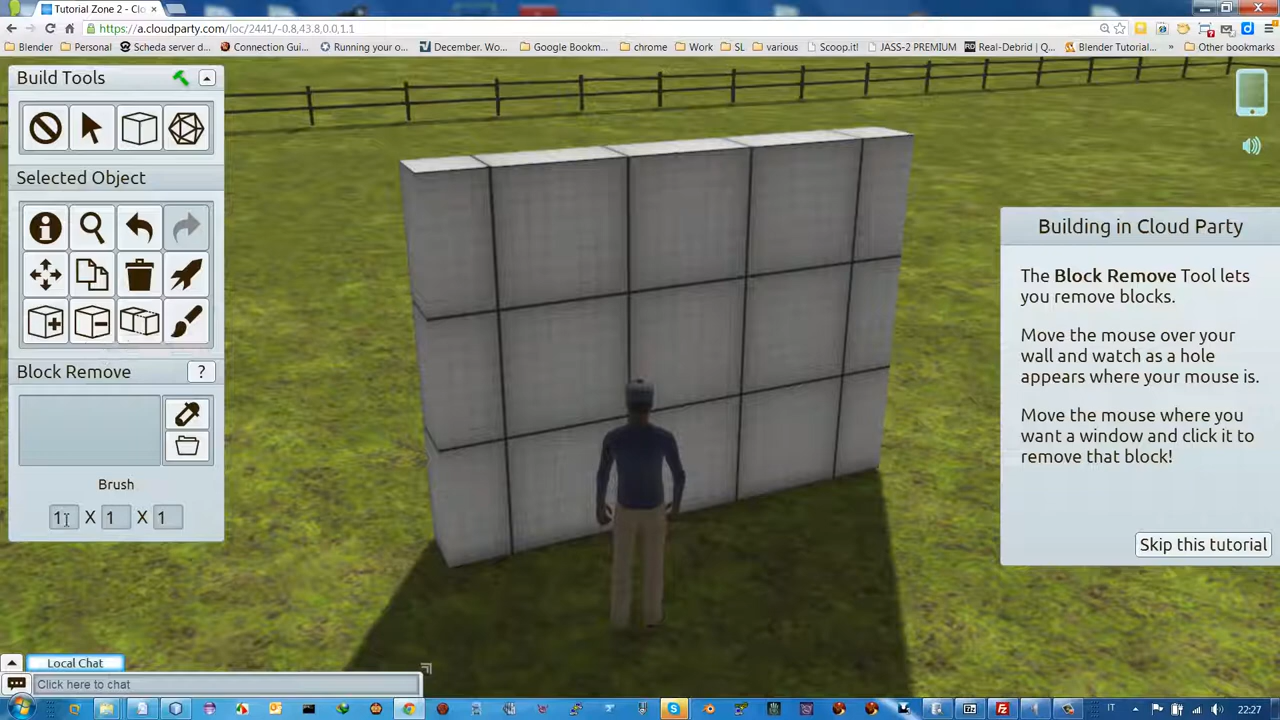 Tutorial Zone 2 - Clo
https://a.cloudparty.com/loc/2441/-0.8,43.8,0.0,1.1
Blender
Personal
Scheda server di...
Connection Guid...
Running your o...
December. Wo...
Google Bookm...
chrome
Work
SL
various
Scoop.it!
JASS-2 PREMIUM
RD
Real-Debrid | Q...
Blender Tutorial...
»
Other bookmarks
Build Tools
Selected Object
Block Remove
?
Brush
1 X 1 X 1
Building in Cloud Party
The Block Remove Tool lets
you remove blocks.
Move the mouse over your
wall and watch as a hole
appears where your mouse is.
Move the mouse where you
want a window and click it to
remove that block!
Skip this tutorial
Local Chat
Click here to chat
IT
22:27